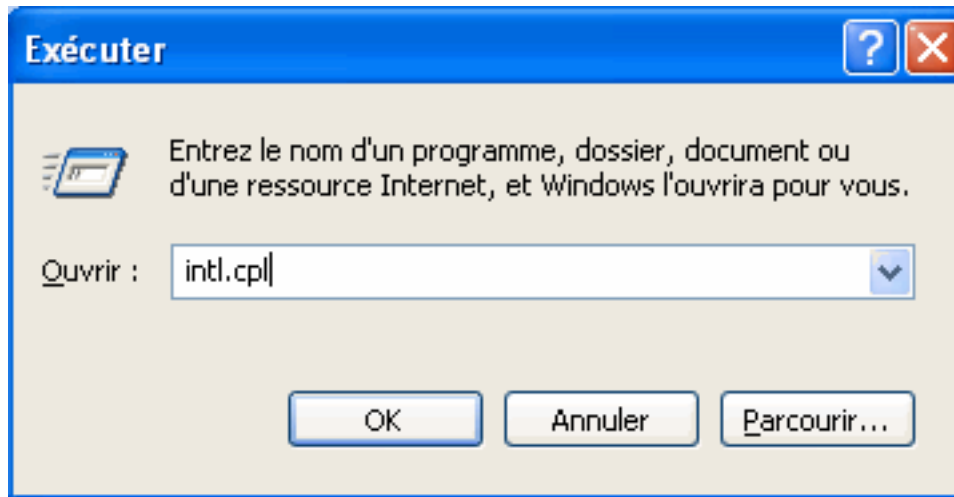 Exécuter
?
Entrez le nom d'un programme, dossier, document ou
d'une ressource Internet, et Windows l'ouvrira pour vous.
Ouvrir : intl.cpl
OK Annuler Parcourir...